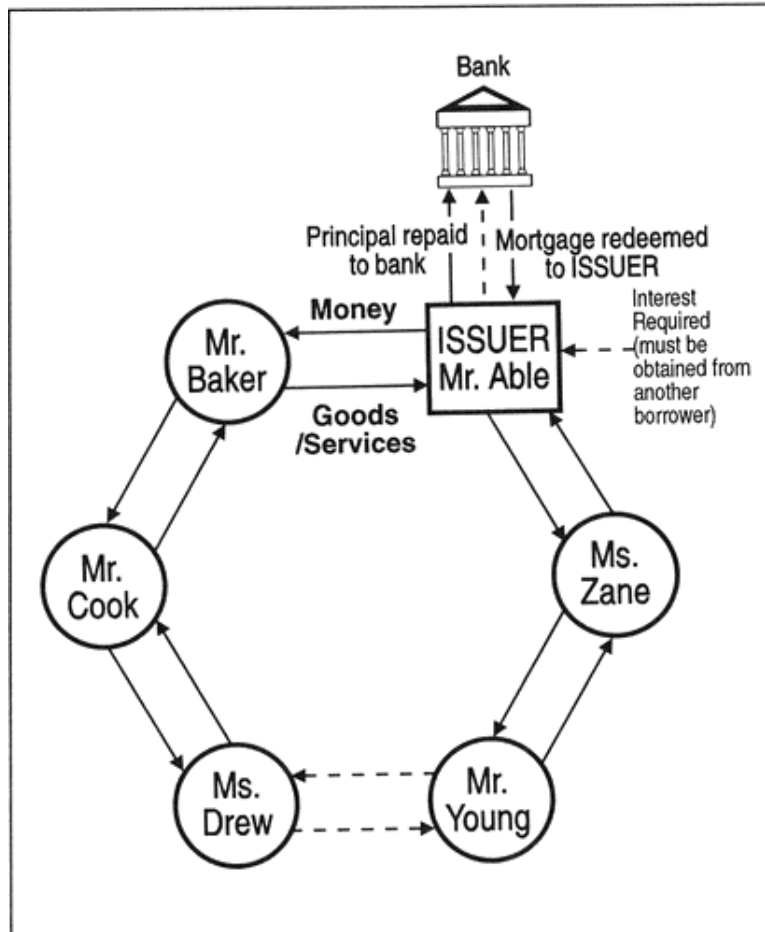 Bank
Principal repaid
to bank
Mortgage redeemed
to ISSUER
Money
Mr.
Baker
ISSUER
Mr. Able
Interest
Required
(must be
obtained from
another
borrower)
Goods
/Services
Mr.
Cook
Ms.
Zane
Ms.
Drew
Mr.
Young